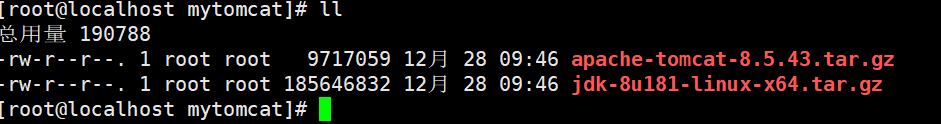 [root@localhost mytomcat]# ll
总用量 190788
-rw-r--r--. 1 root root   9717059 12月 28 09:46 apache-tomcat-8.5.43.tar.gz
-rw-r--r--. 1 root root 185646832 12月 28 09:46 jdk-8u181-linux-x64.tar.gz
[root@localhost mytomcat]#